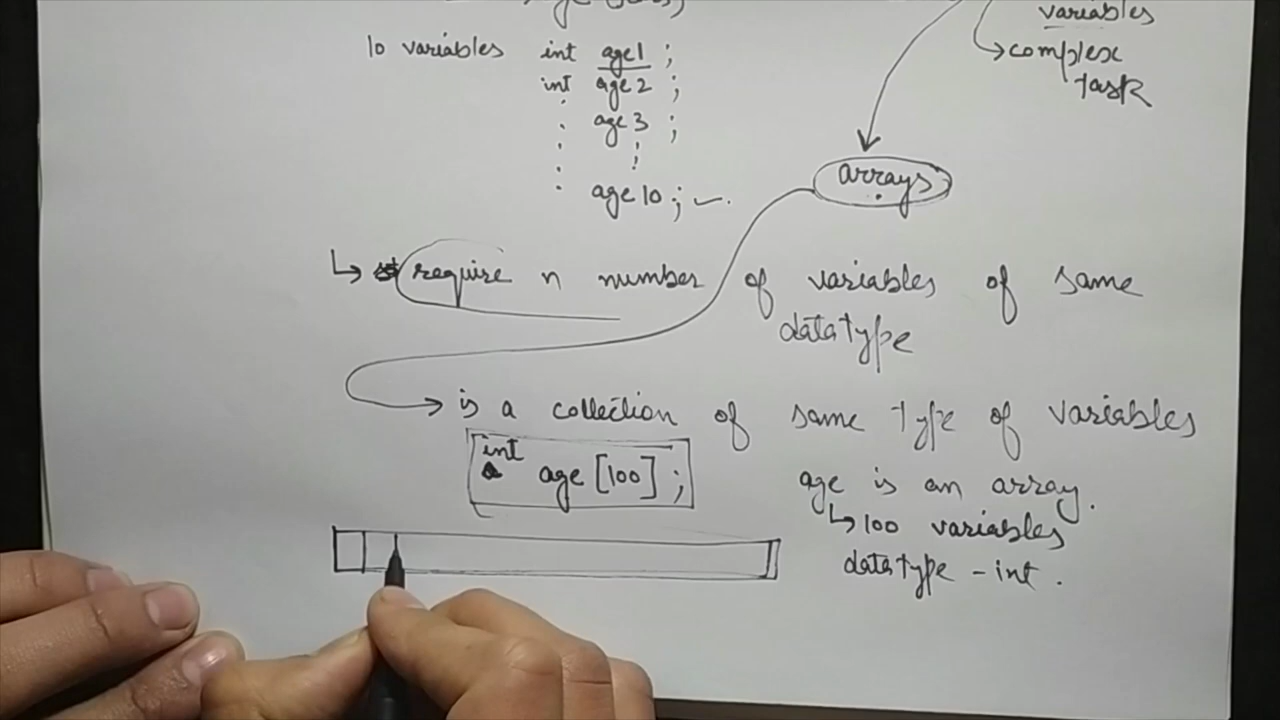 variables
complex
task
10 variables int age1 ;
int age2 ;
age3 ;
age10 ;
arrays
require n number of variables of same
datatype
is a collection of same type of variables
int
age [100] ;
age is an array.
100 variables
datatype - int .